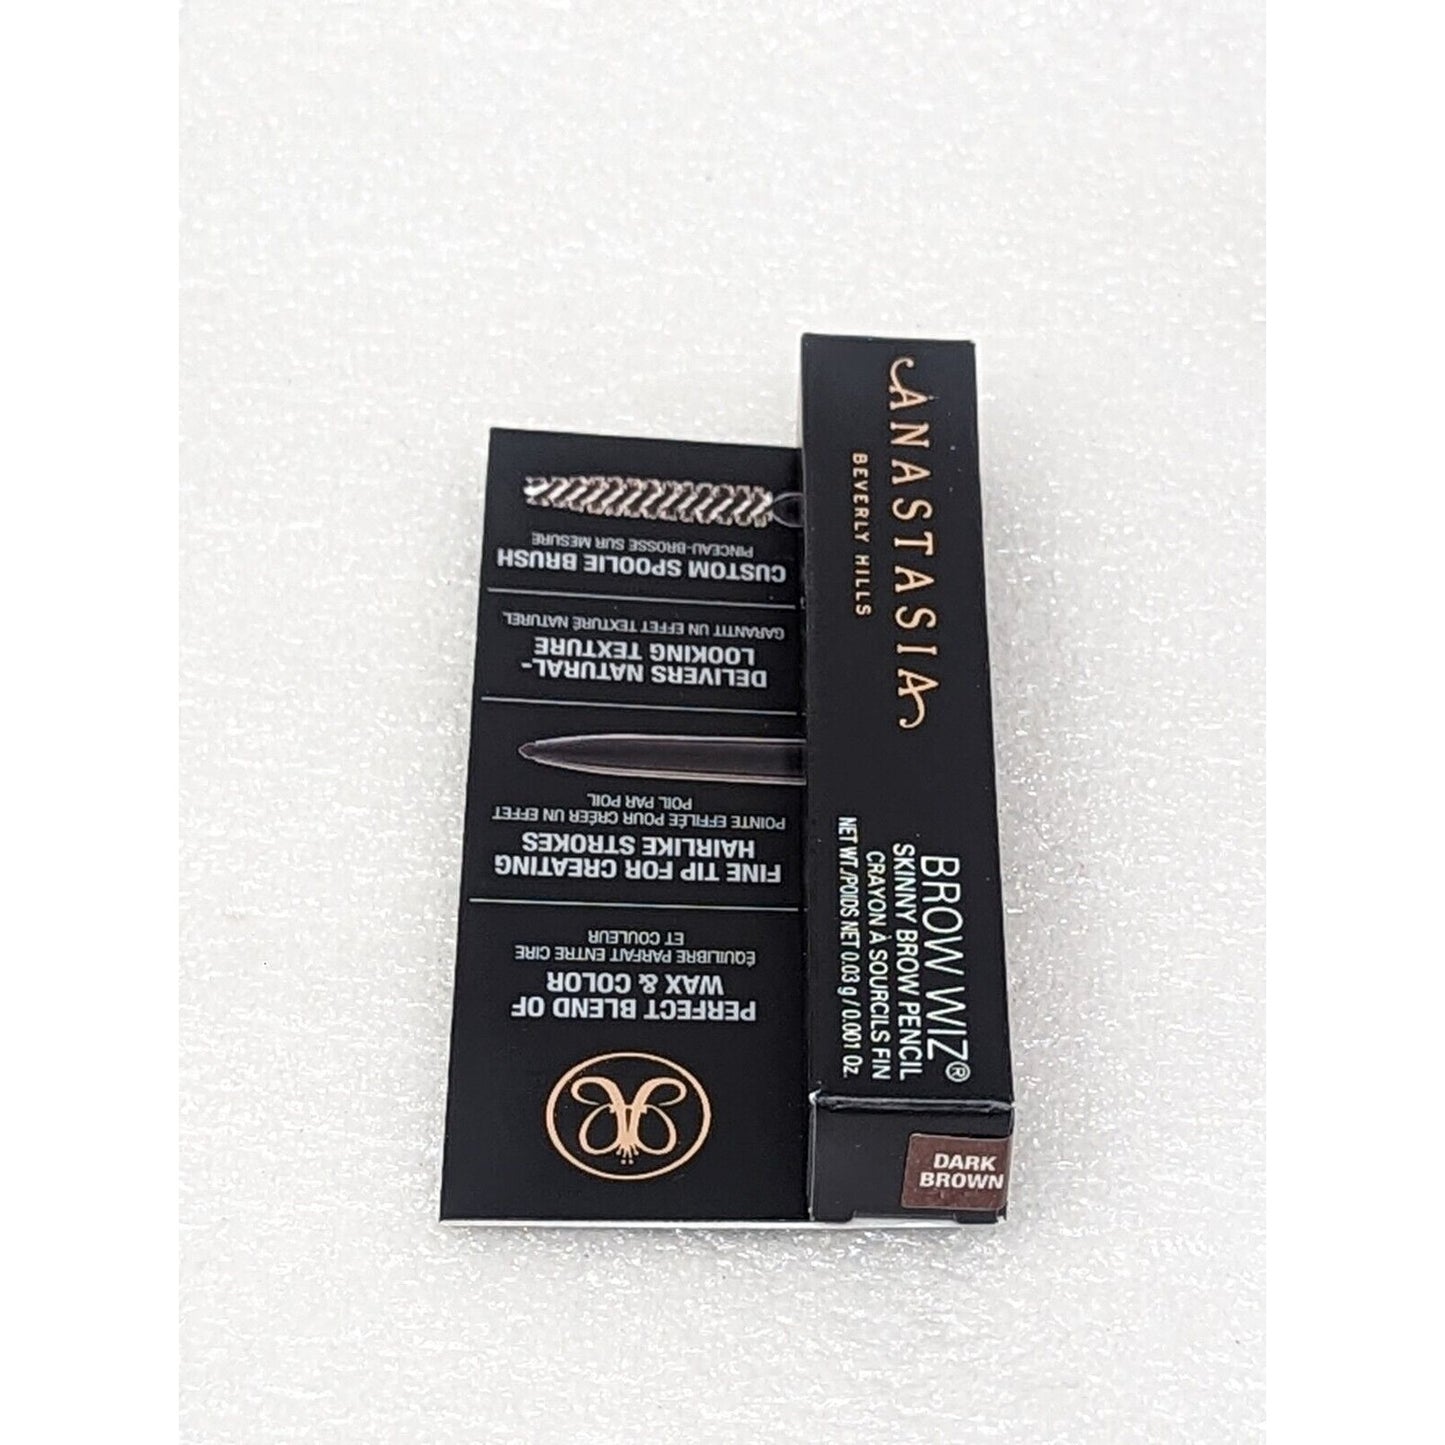 ANASTASIA
BEVERLY HILLS
BROW WIZ®
SKINNY BROW PENCIL
CRAYON À SOURCILS FIN
NET WT./POIDS NET 0.03 g / 0.001 Oz.
DARK
BROWN
PERFECT BLEND OF
WAX & COLOR
ÉQUILIBRE PARFAIT ENTRE CIRE
ET COULEUR
FINE TIP FOR CREATING
HAIRLIKE STROKES
POINTE EFFILÉE POUR CRÉER UN EFFET
POIL PAR POIL
DELIVERS NATURAL-
LOOKING TEXTURE
GARANTIT UN EFFET TEXTURÉ NATUREL
CUSTOM SPOOLIE BRUSH
PINCEAU-BROSSE SUR MESURE